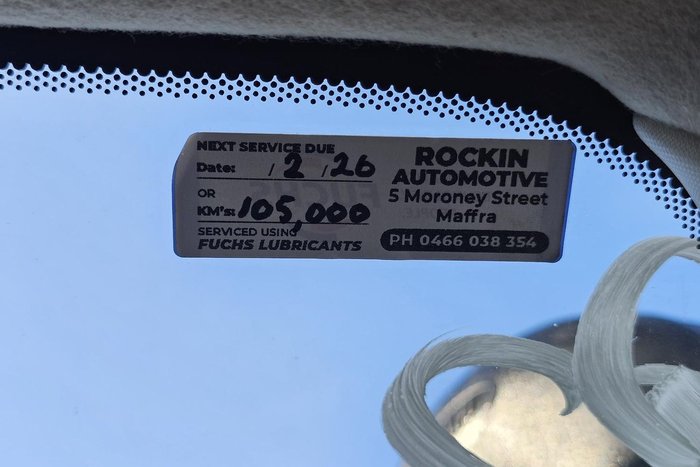 NEXT SERVICE DUE
Date: / 2 / 26
OR
KM's: 105,000
SERVICED USING
FUCHS LUBRICANTS
ROCKIN
AUTOMOTIVE
5 Moroney Street
Maffra
PH 0466 038 354